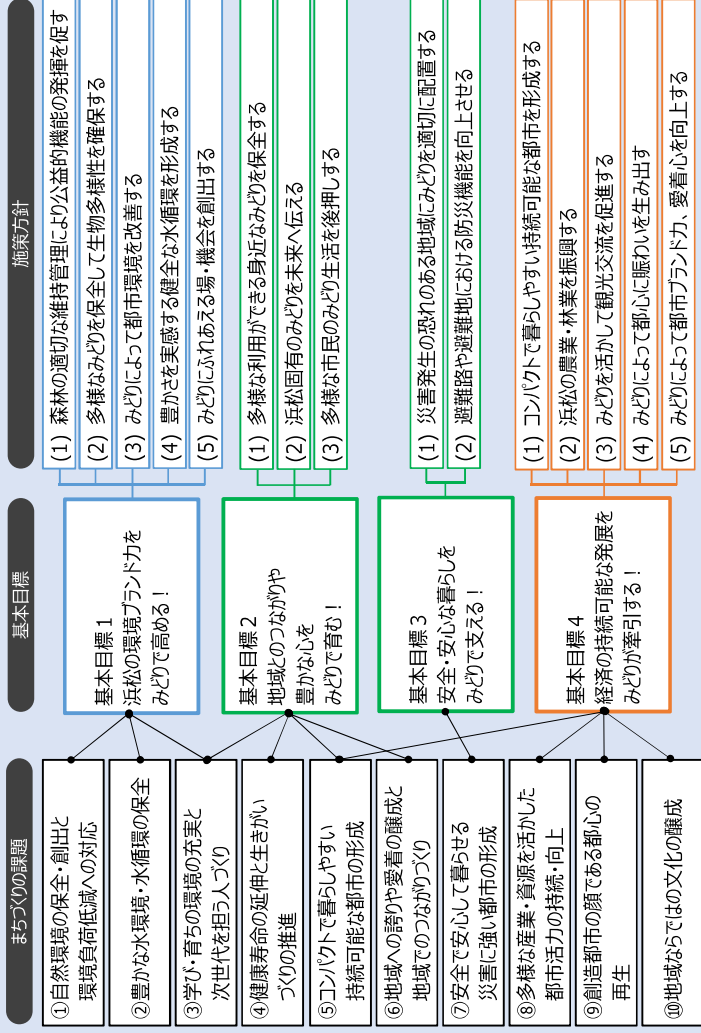 まちづくりの課題
①自然環境の保全・創出と
環境負荷低減への対応
②豊かな水環境・水循環の保全
③学び・育ちの環境の充実と
次世代を担う人づくり
④健康寿命の延伸と生きがい
づくりの推進
⑤コンパクトで暮らしやすい
持続可能な都市の形成
⑥地域への誇りや愛着の醸成と
地域でのつながりづくり
⑦安全で安心して暮らせる
災害に強い都市の形成
⑧多様な産業・資源を活かした
都市活力の持続・向上
⑨創造都市の顔である都心の
再生
⑩地域ならではの文化の醸成
基本目標
基本目標1
浜松の環境ブランド力を
みどりで高める！
基本目標2
地域とのつながりや
豊かな心を
みどりで育む！
基本目標3
安全・安心な暮らしを
みどりで支える！
基本目標4
経済の持続可能な発展を
みどりが牽引する！
施策方針
(1) 森林の適切な維持管理により公益的機能の発揮を促す
(2) 多様なみどりを保全して生物多様性を確保する
(3) みどりによって都市環境を改善する
(4) 豊かさを実感する健全な水循環を形成する
(5) みどりにふれあえる場・機会を創出する
(1) 多様な利用ができる身近なみどりを保全する
(2) 浜松固有のみどりを未来へ伝える
(3) 多様な市民のみどり生活を後押しする
(1) 災害発生の恐れのある地域にみどりを適切に配置する
(2) 避難路や避難地における防災機能を向上させる
(1) コンパクトで暮らしやすい持続可能な都市を形成する
(2) 浜松の農業・林業を振興する
(3) みどりを活かして観光交流を促進する
(4) みどりによって都心に賑わいを生み出す
(5) みどりによって都市ブランド力、愛着心を向上する